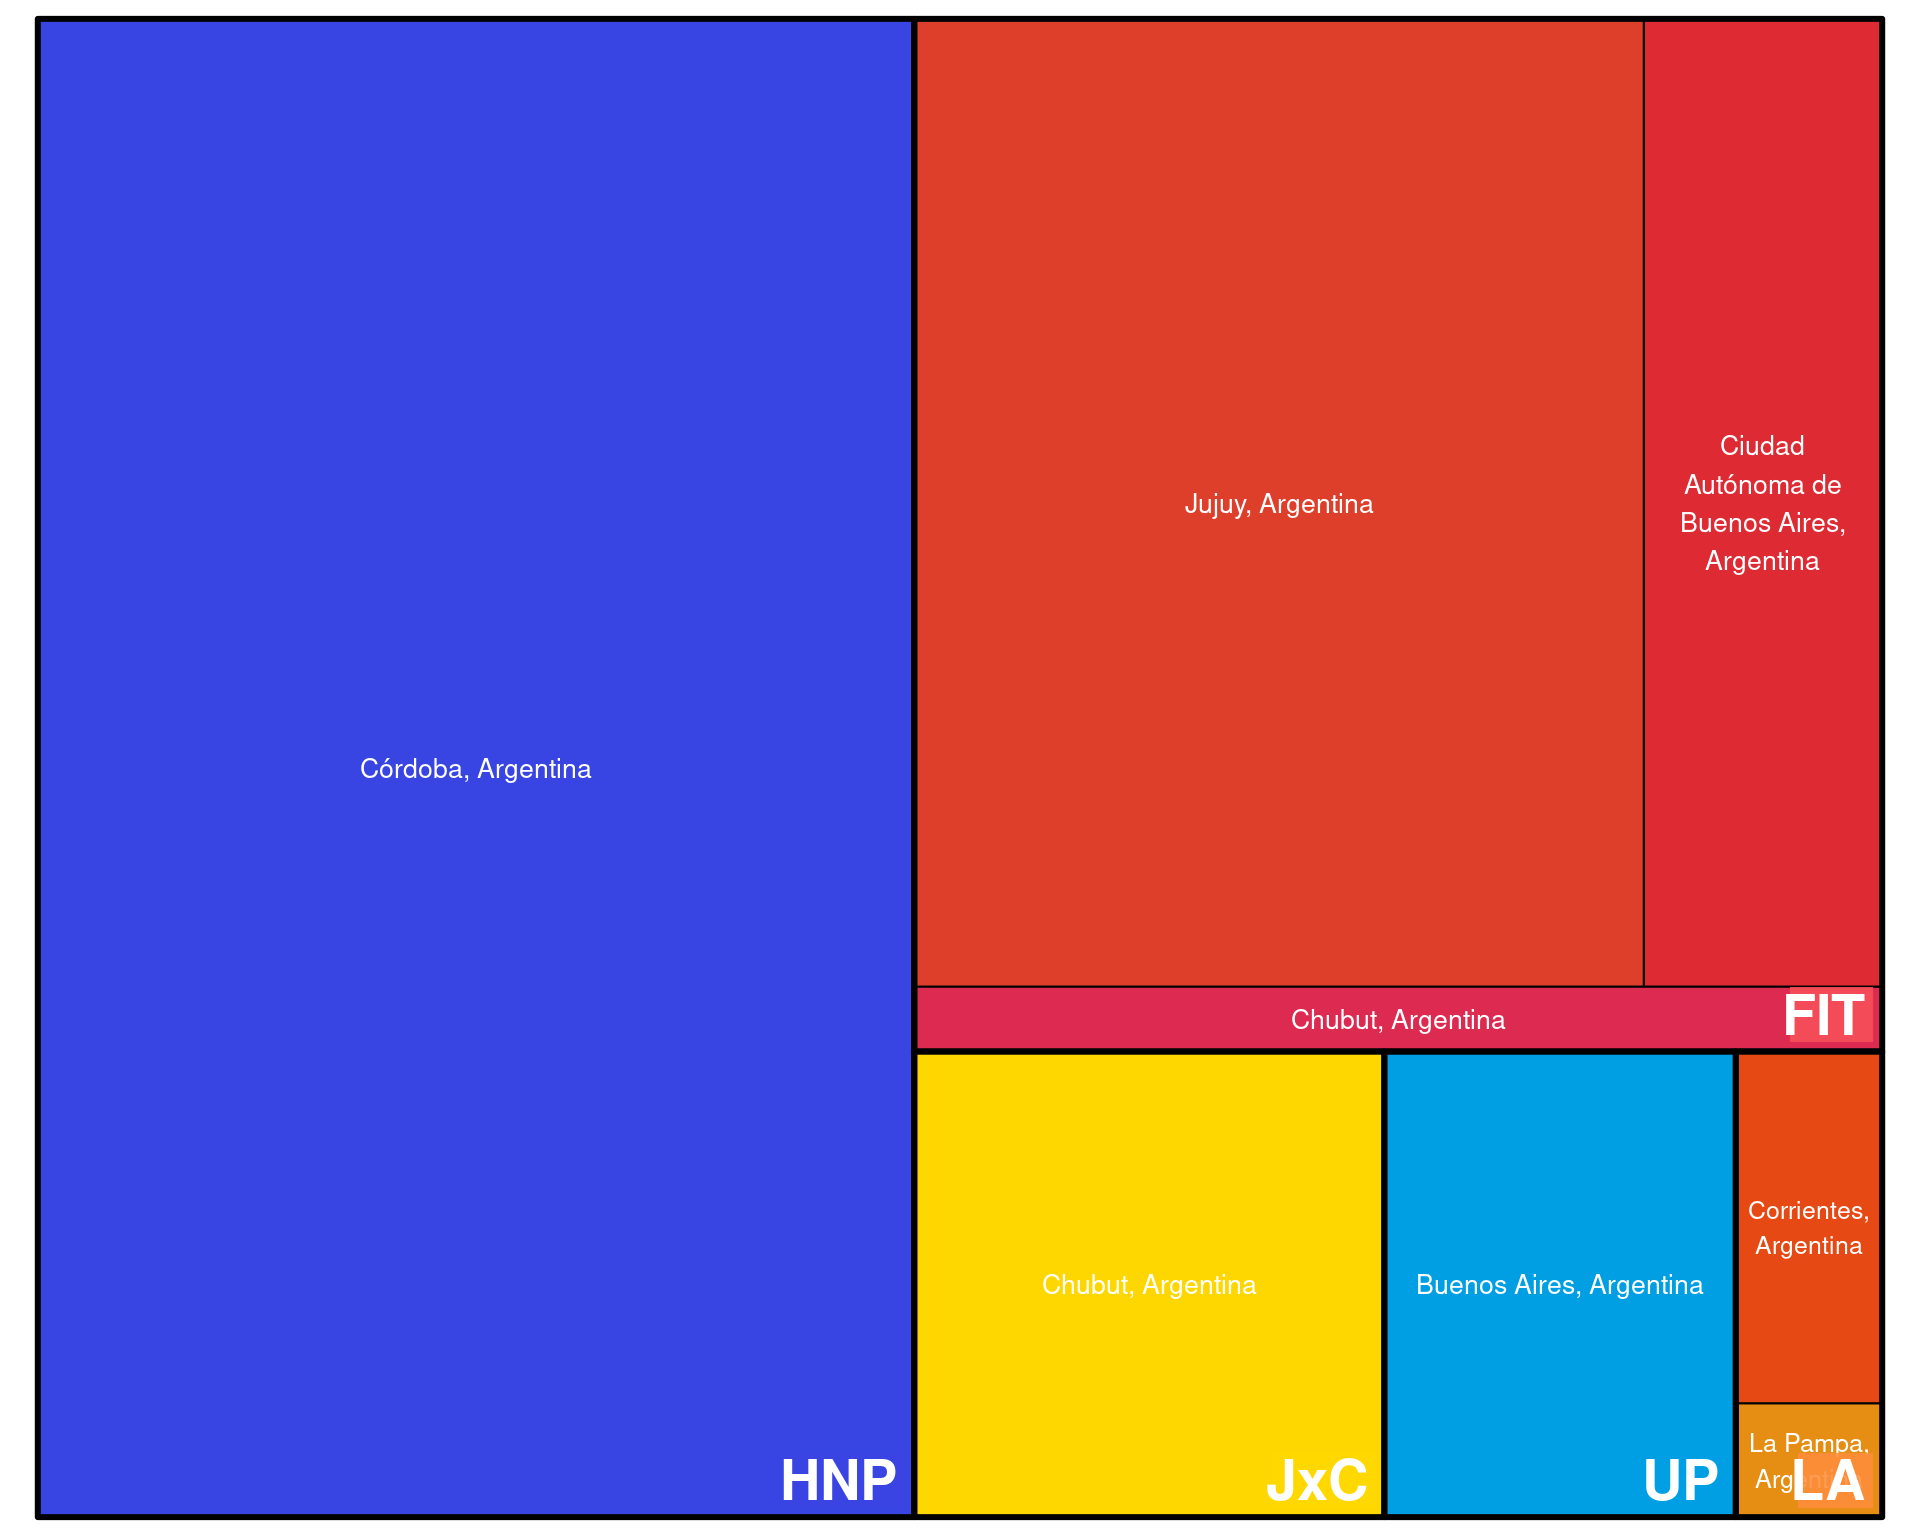 Córdoba, Argentina
HNP
Jujuy, Argentina
Ciudad
Autónoma de
Buenos Aires,
Argentina
Chubut, Argentina
FIT
Chubut, Argentina
JxC
Buenos Aires, Argentina
UP
Corrientes,
Argentina
La Pampa,
Argentina
LA